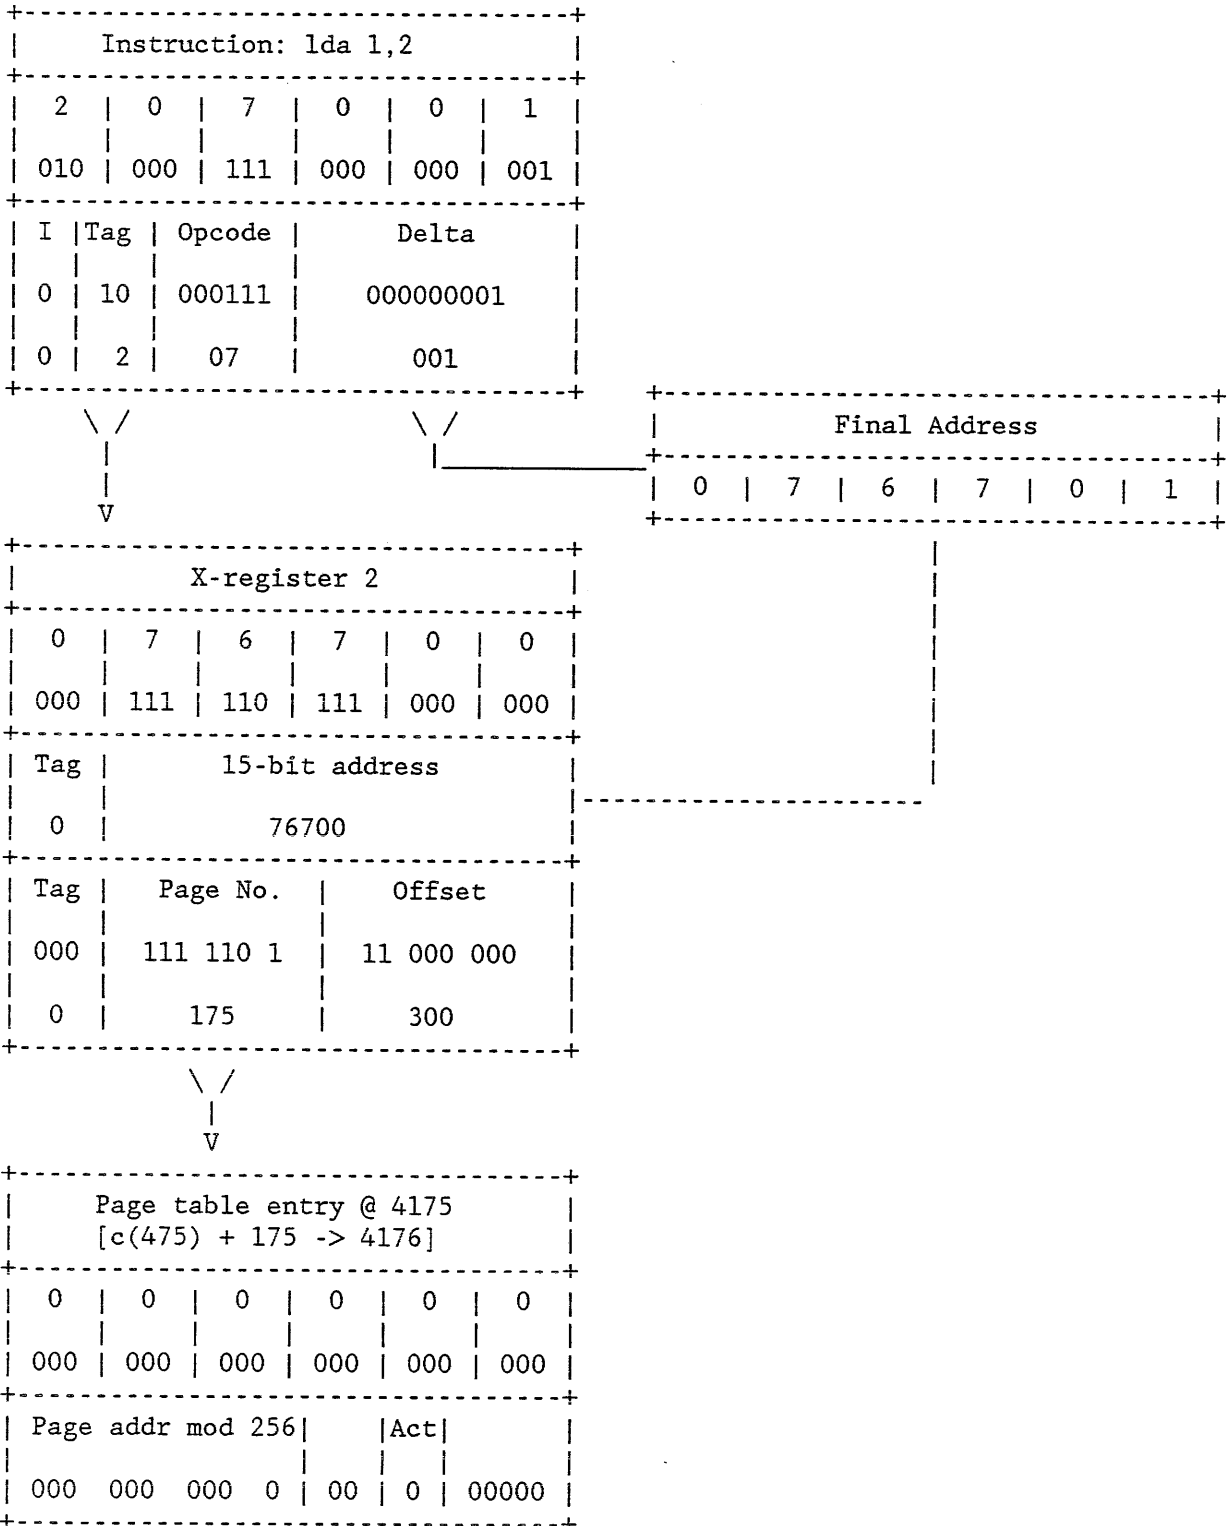 Instruction: lda 1,2
2 | 0 | 7 | 0 | 0 | 1
010 | 000 | 111 | 000 | 000 | 001
I | Tag | Opcode | Delta
0 | 10 | 000111 | 000000001
0 | 2 | 07 | 001
Final Address
0 | 7 | 6 | 7 | 0 | 1
V
X-register 2
0 | 7 | 6 | 7 | 0 | 0
000 | 111 | 110 | 111 | 000 | 000
Tag | 15-bit address
0 | 76700
Tag | Page No. | Offset
000 | 111 110 1 | 11 000 000
0 | 175 | 300
V
Page table entry @ 4175
[c(475) + 175 -> 4176]
0 | 0 | 0 | 0 | 0 | 0
000 | 000 | 000 | 000 | 000 | 000
Page addr mod 256| |Act|
000 000 000 0 | 00 | 0 | 00000